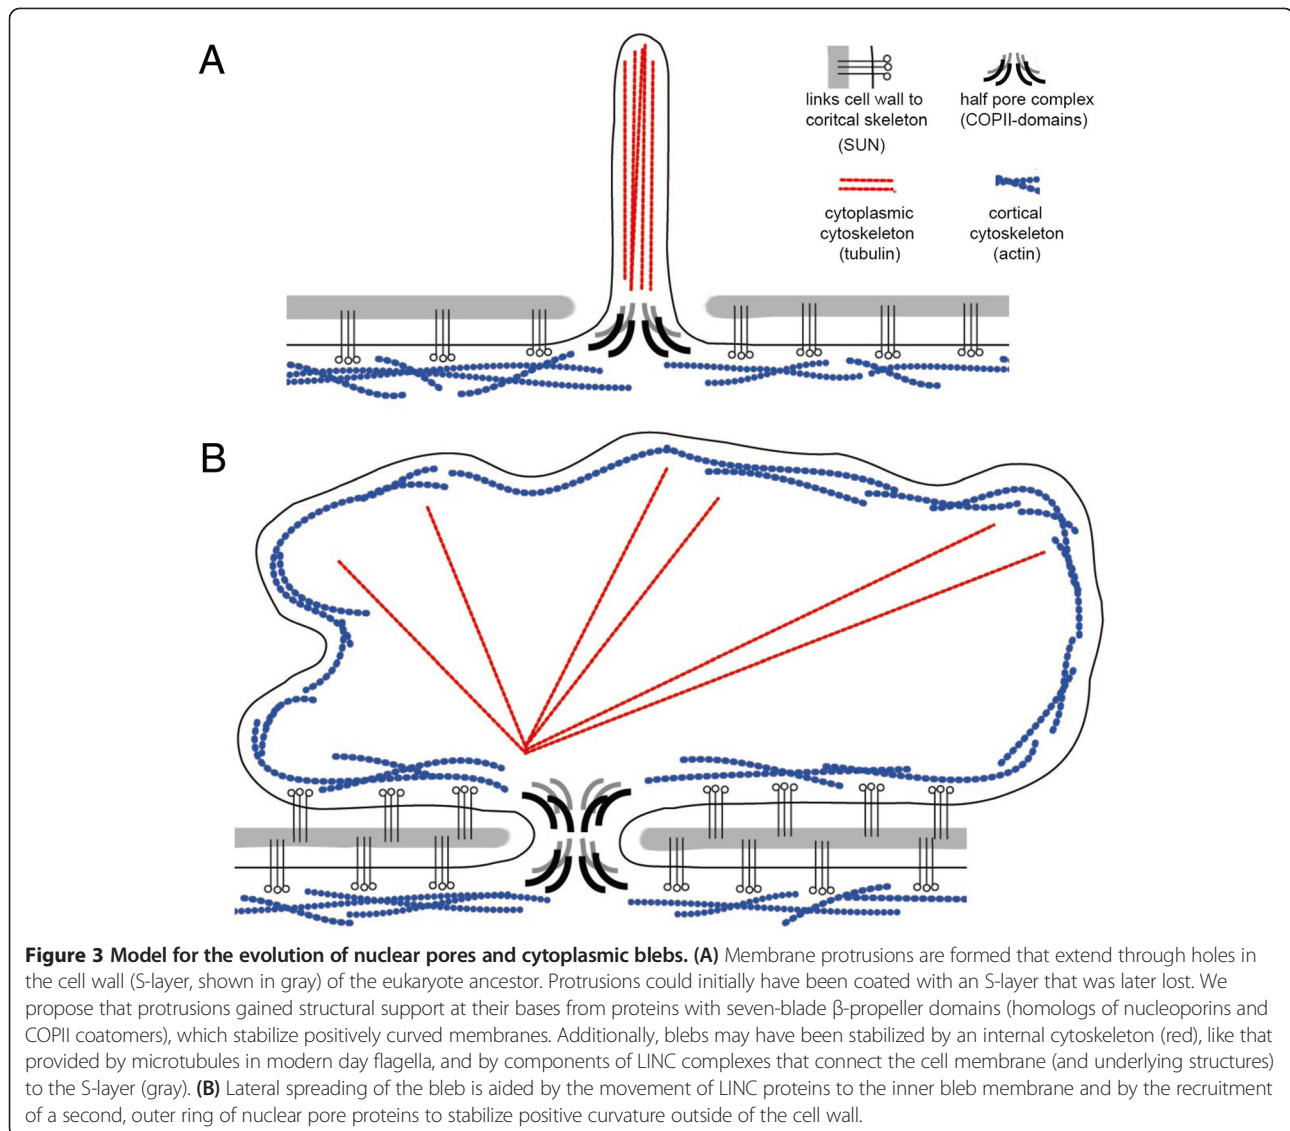 A
links cell wall to
coritcal skeleton
(SUN)
half pore complex
(COPII-domains)
cytoplasmic
cytoskeleton
(tubulin)
cortical
cytoskeleton
(actin)
B
Figure 3 Model for the evolution of nuclear pores and cytoplasmic blebs. (A) Membrane protrusions are formed that extend through holes in
the cell wall (S-layer, shown in gray) of the eukaryote ancestor. Protrusions could initially have been coated with an S-layer that was later lost. We
propose that protrusions gained structural support at their bases from proteins with seven-blade β-propeller domains (homologs of nucleoporins and
COPII coatomers), which stabilize positively curved membranes. Additionally, blebs may have been stabilized by an internal cytoskeleton (red), like that
provided by microtubules in modern day flagella, and by components of LINC complexes that connect the cell membrane (and underlying structures)
to the S-layer (gray). (B) Lateral spreading of the bleb is aided by the movement of LINC proteins to the inner bleb membrane and by the recruitment
of a second, outer ring of nuclear pore proteins to stabilize positive curvature outside of the cell wall.